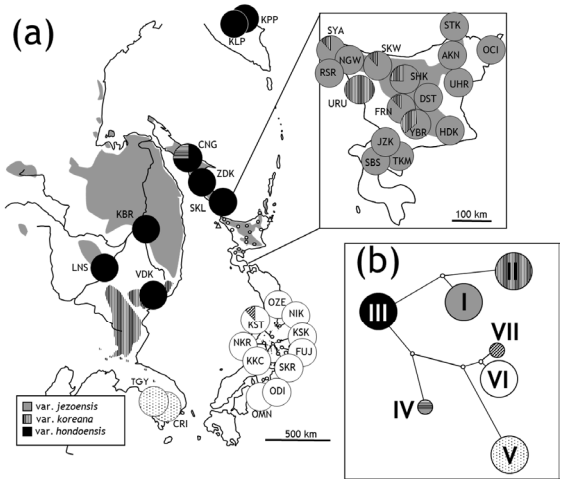 (a)
KPP
KLP
CNG
ZDK
SKL
KBR
LNS
VDK
TGY
CRI
OZE
NIK
KST
KSK
NKR
FUJ
KKC
SKR
ODI
OMN
var. jezoensis
var. koreana
var. hondoensis
500 km
STK
SYA
SKW
OCI
NGW
AKN
RSR
SHK
UHR
URU
DST
FRN
YBR
HDK
JZK
SBS
TKM
100 km
(b)
II
I
III
VII
VI
IV
V